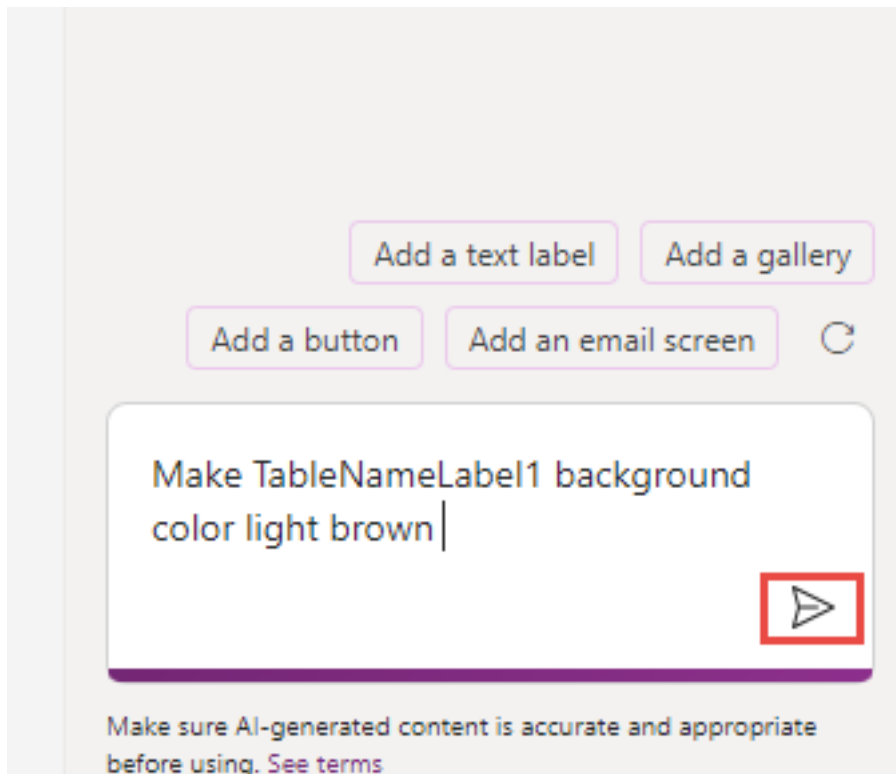 Add a text label Add a gallery
Add a button Add an email screen
Make TableNameLabel1 background
color light brown
Make sure AI-generated content is accurate and appropriate
before using. See terms